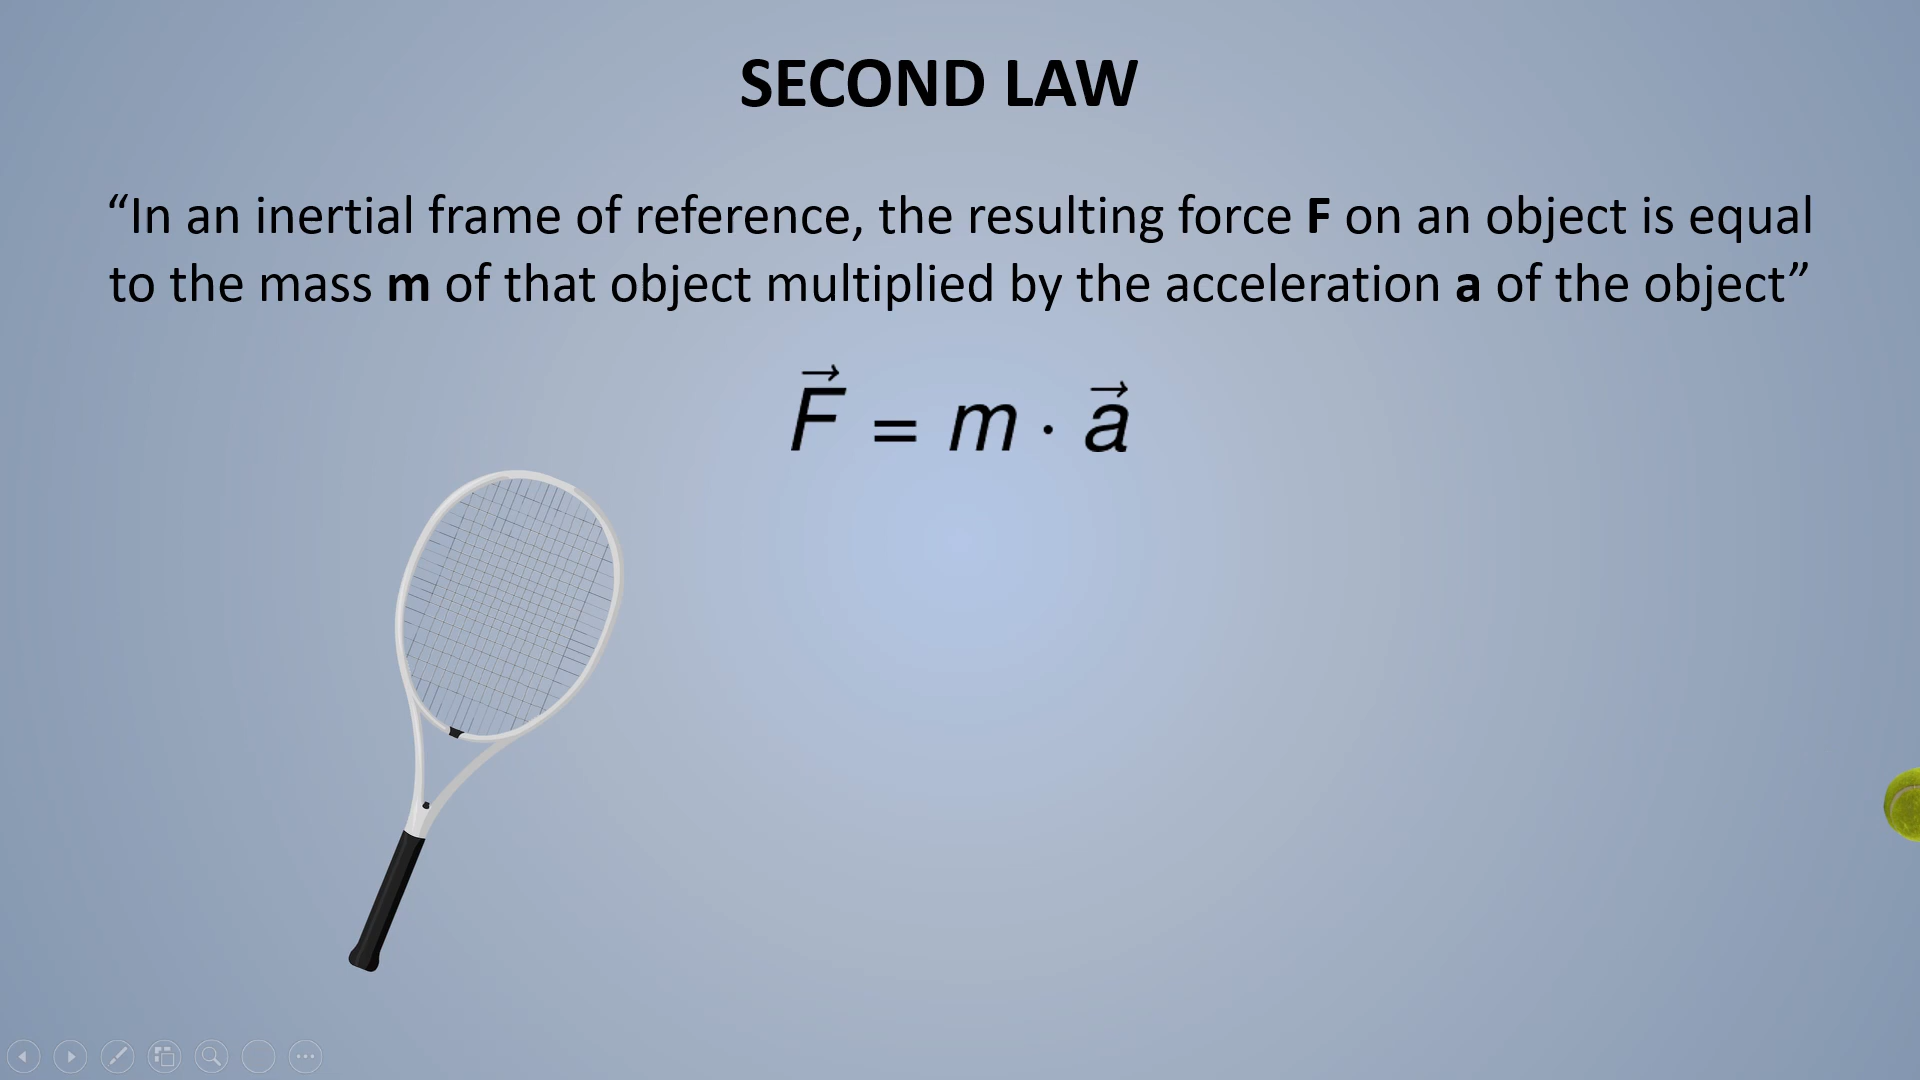 SECOND LAW
“In an inertial frame of reference, the resulting force F on an object is equal
to the mass m of that object multiplied by the acceleration a of the object”
F⃗ = m · a⃗